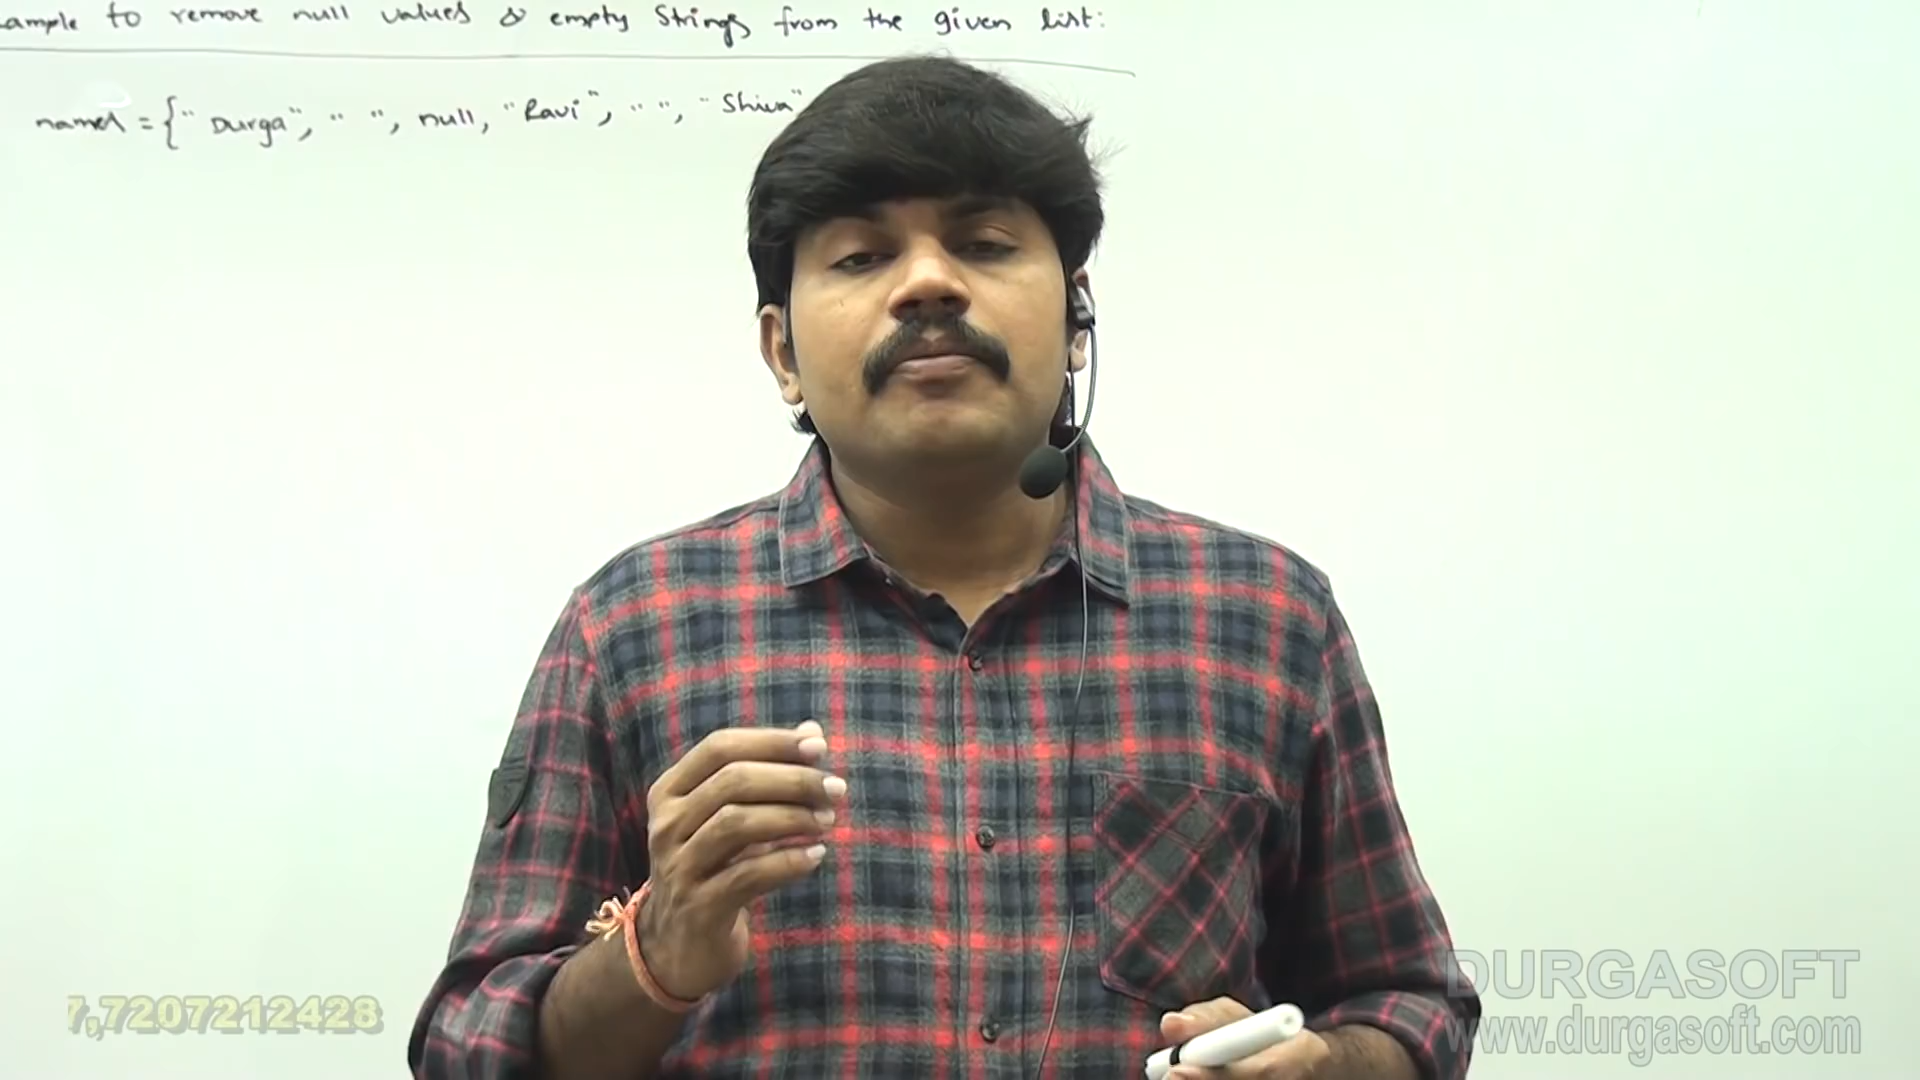 ample to remove null values & empty Strings from the given list:
names = {" Durga", " ", null, "Ravi", " ", "Shiva"
7,7207212428
DURGASOFT
www.durgasoft.com